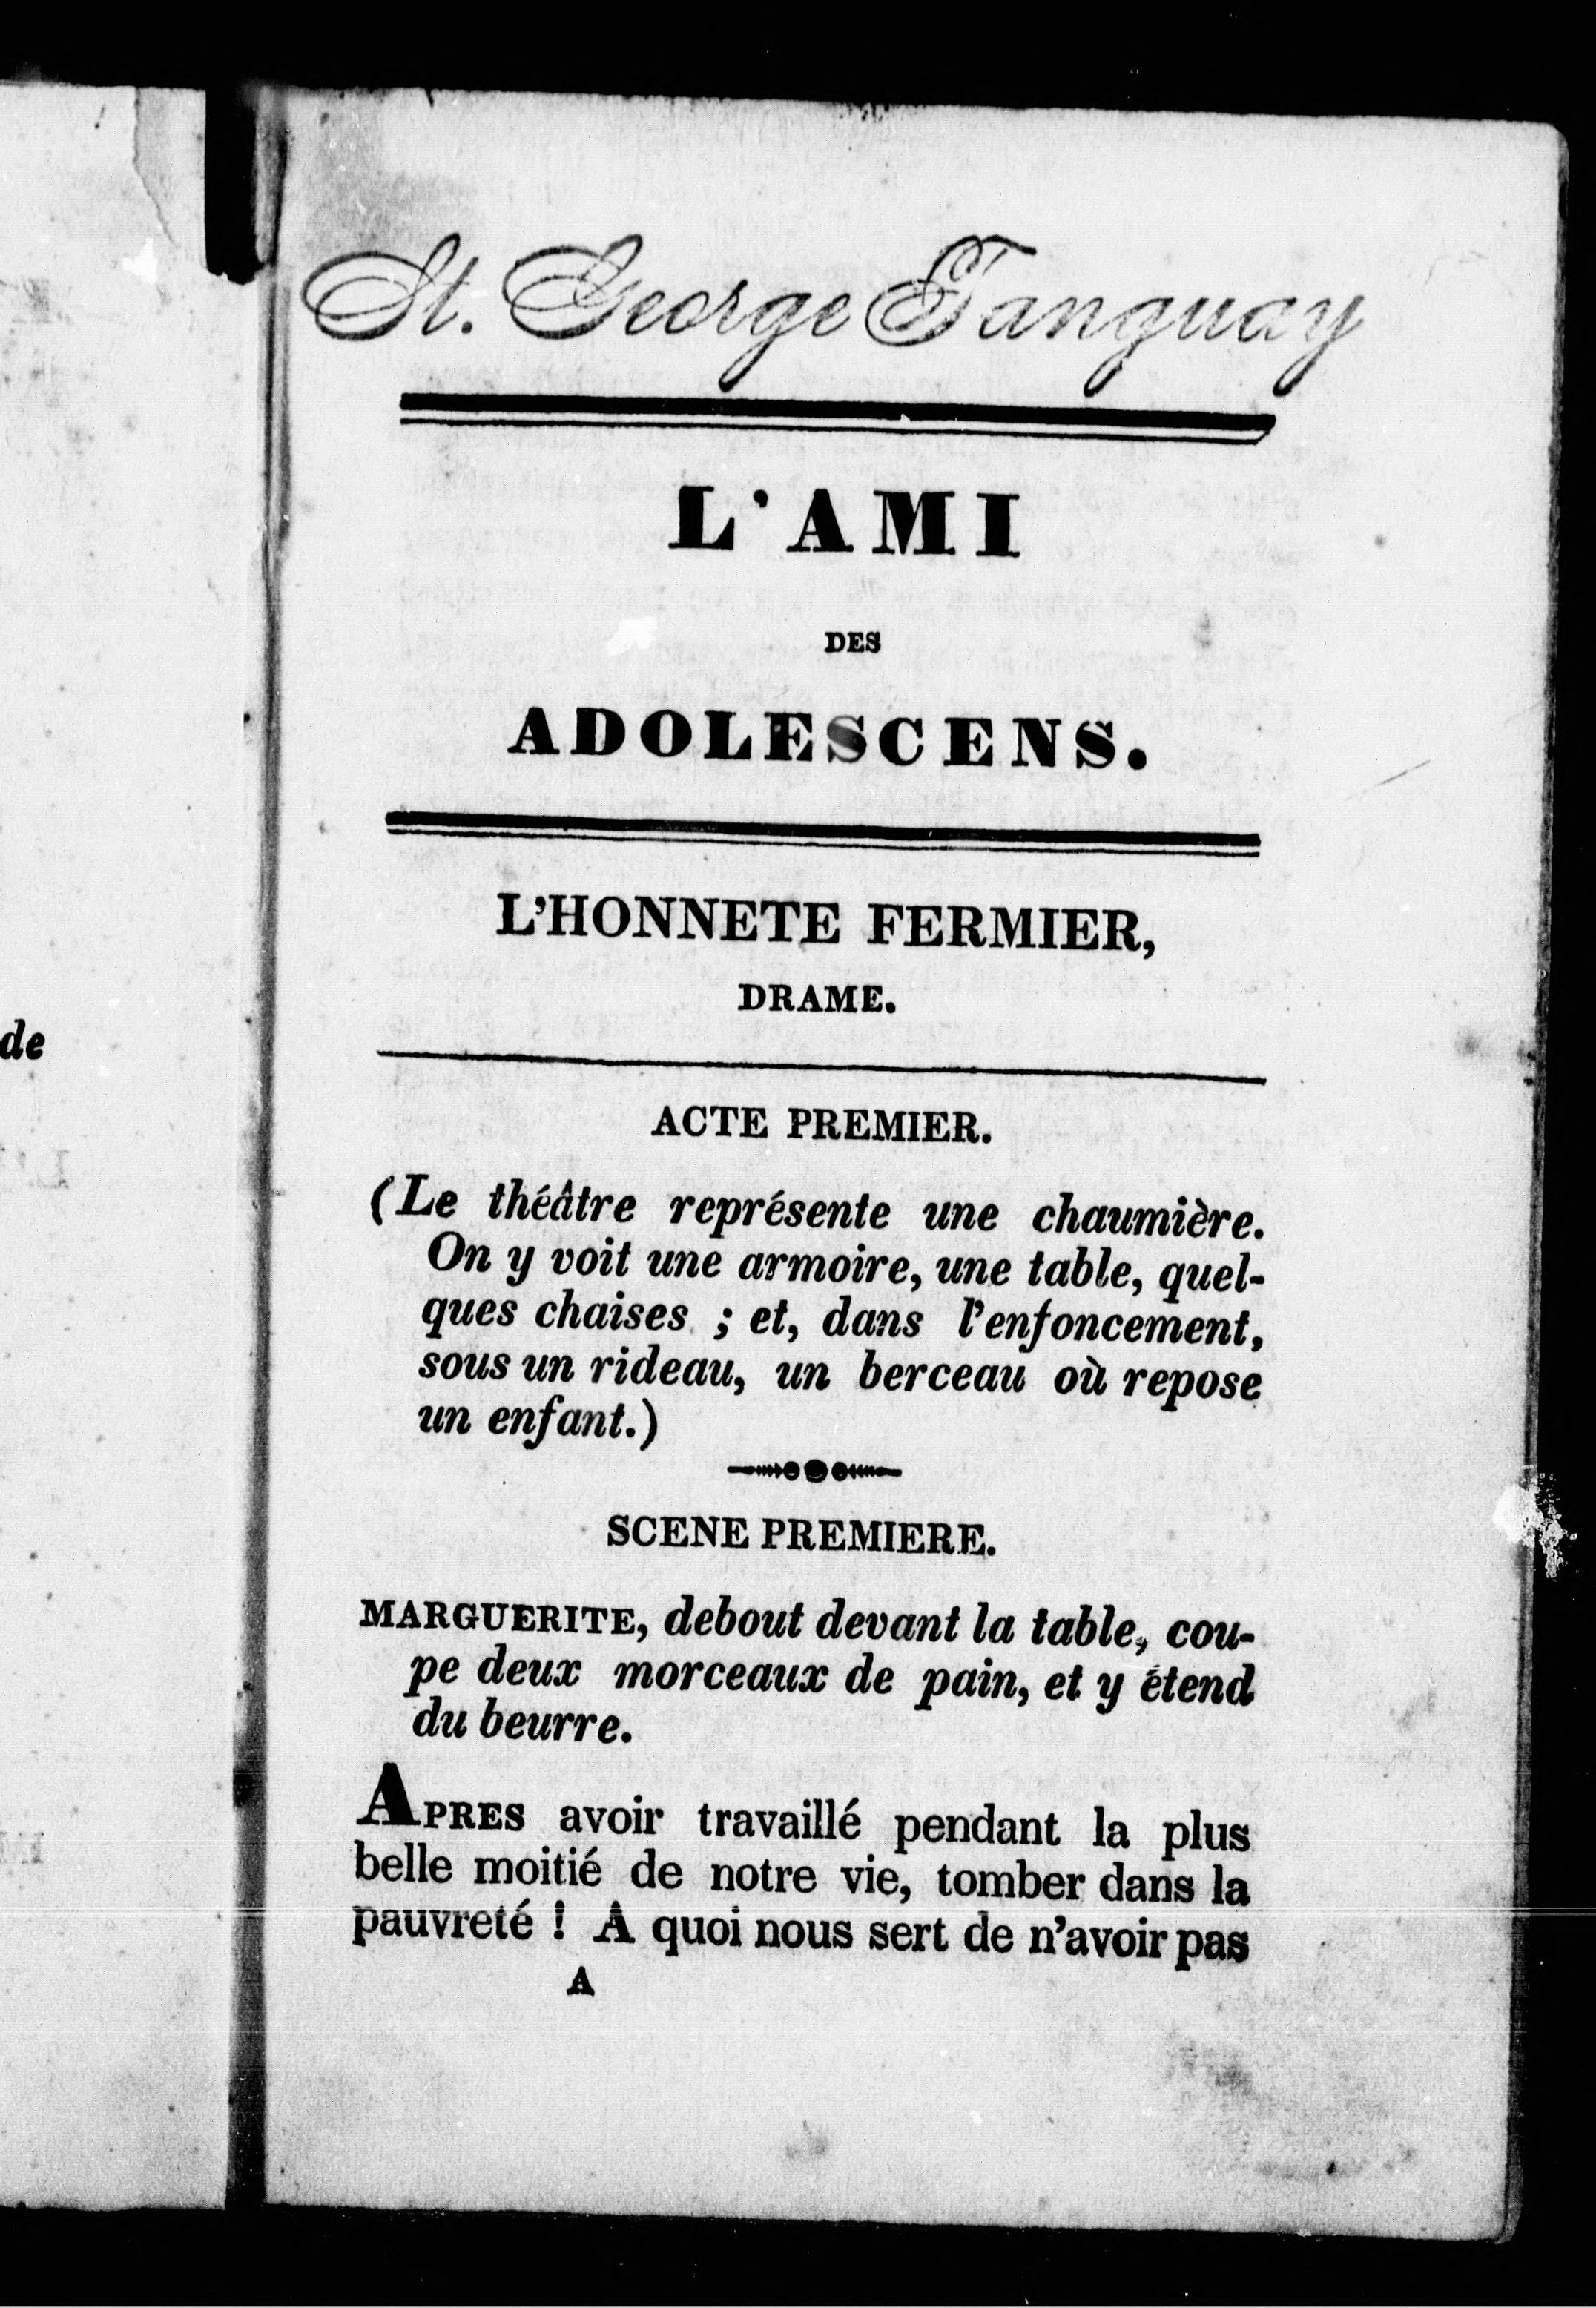 St. George Tanguay
L'AMI
DES
ADOLESCENS.
L'HONNETE FERMIER,
DRAME.
ACTE PREMIER.
(Le théâtre représente une chaumière.
On y voit une armoire, une table, quel-
ques chaises ; et, dans l'enfoncement,
sous un rideau, un berceau où repose
un enfant.)
SCENE PREMIERE.
MARGUERITE, debout devant la table, cou-
pe deux morceaux de pain, et y étend
du beurre.
APRES avoir travaillé pendant la plus
belle moitié de notre vie, tomber dans la
pauvreté ! A quoi nous sert de n'avoir pas
A
de